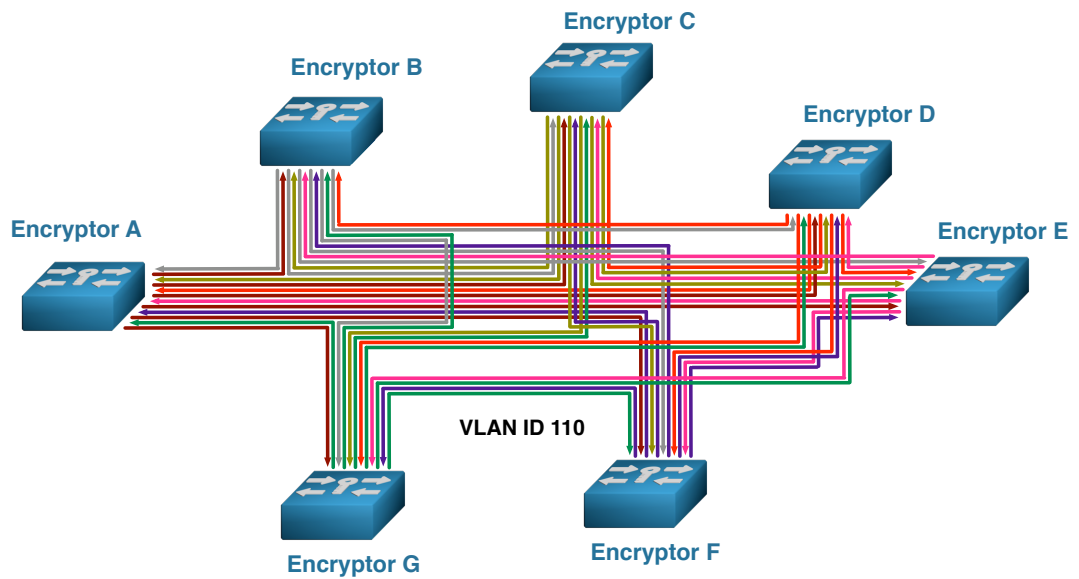 Encryptor C
Encryptor B
Encryptor D
Encryptor A
Encryptor E
VLAN ID 110
Encryptor F
Encryptor G